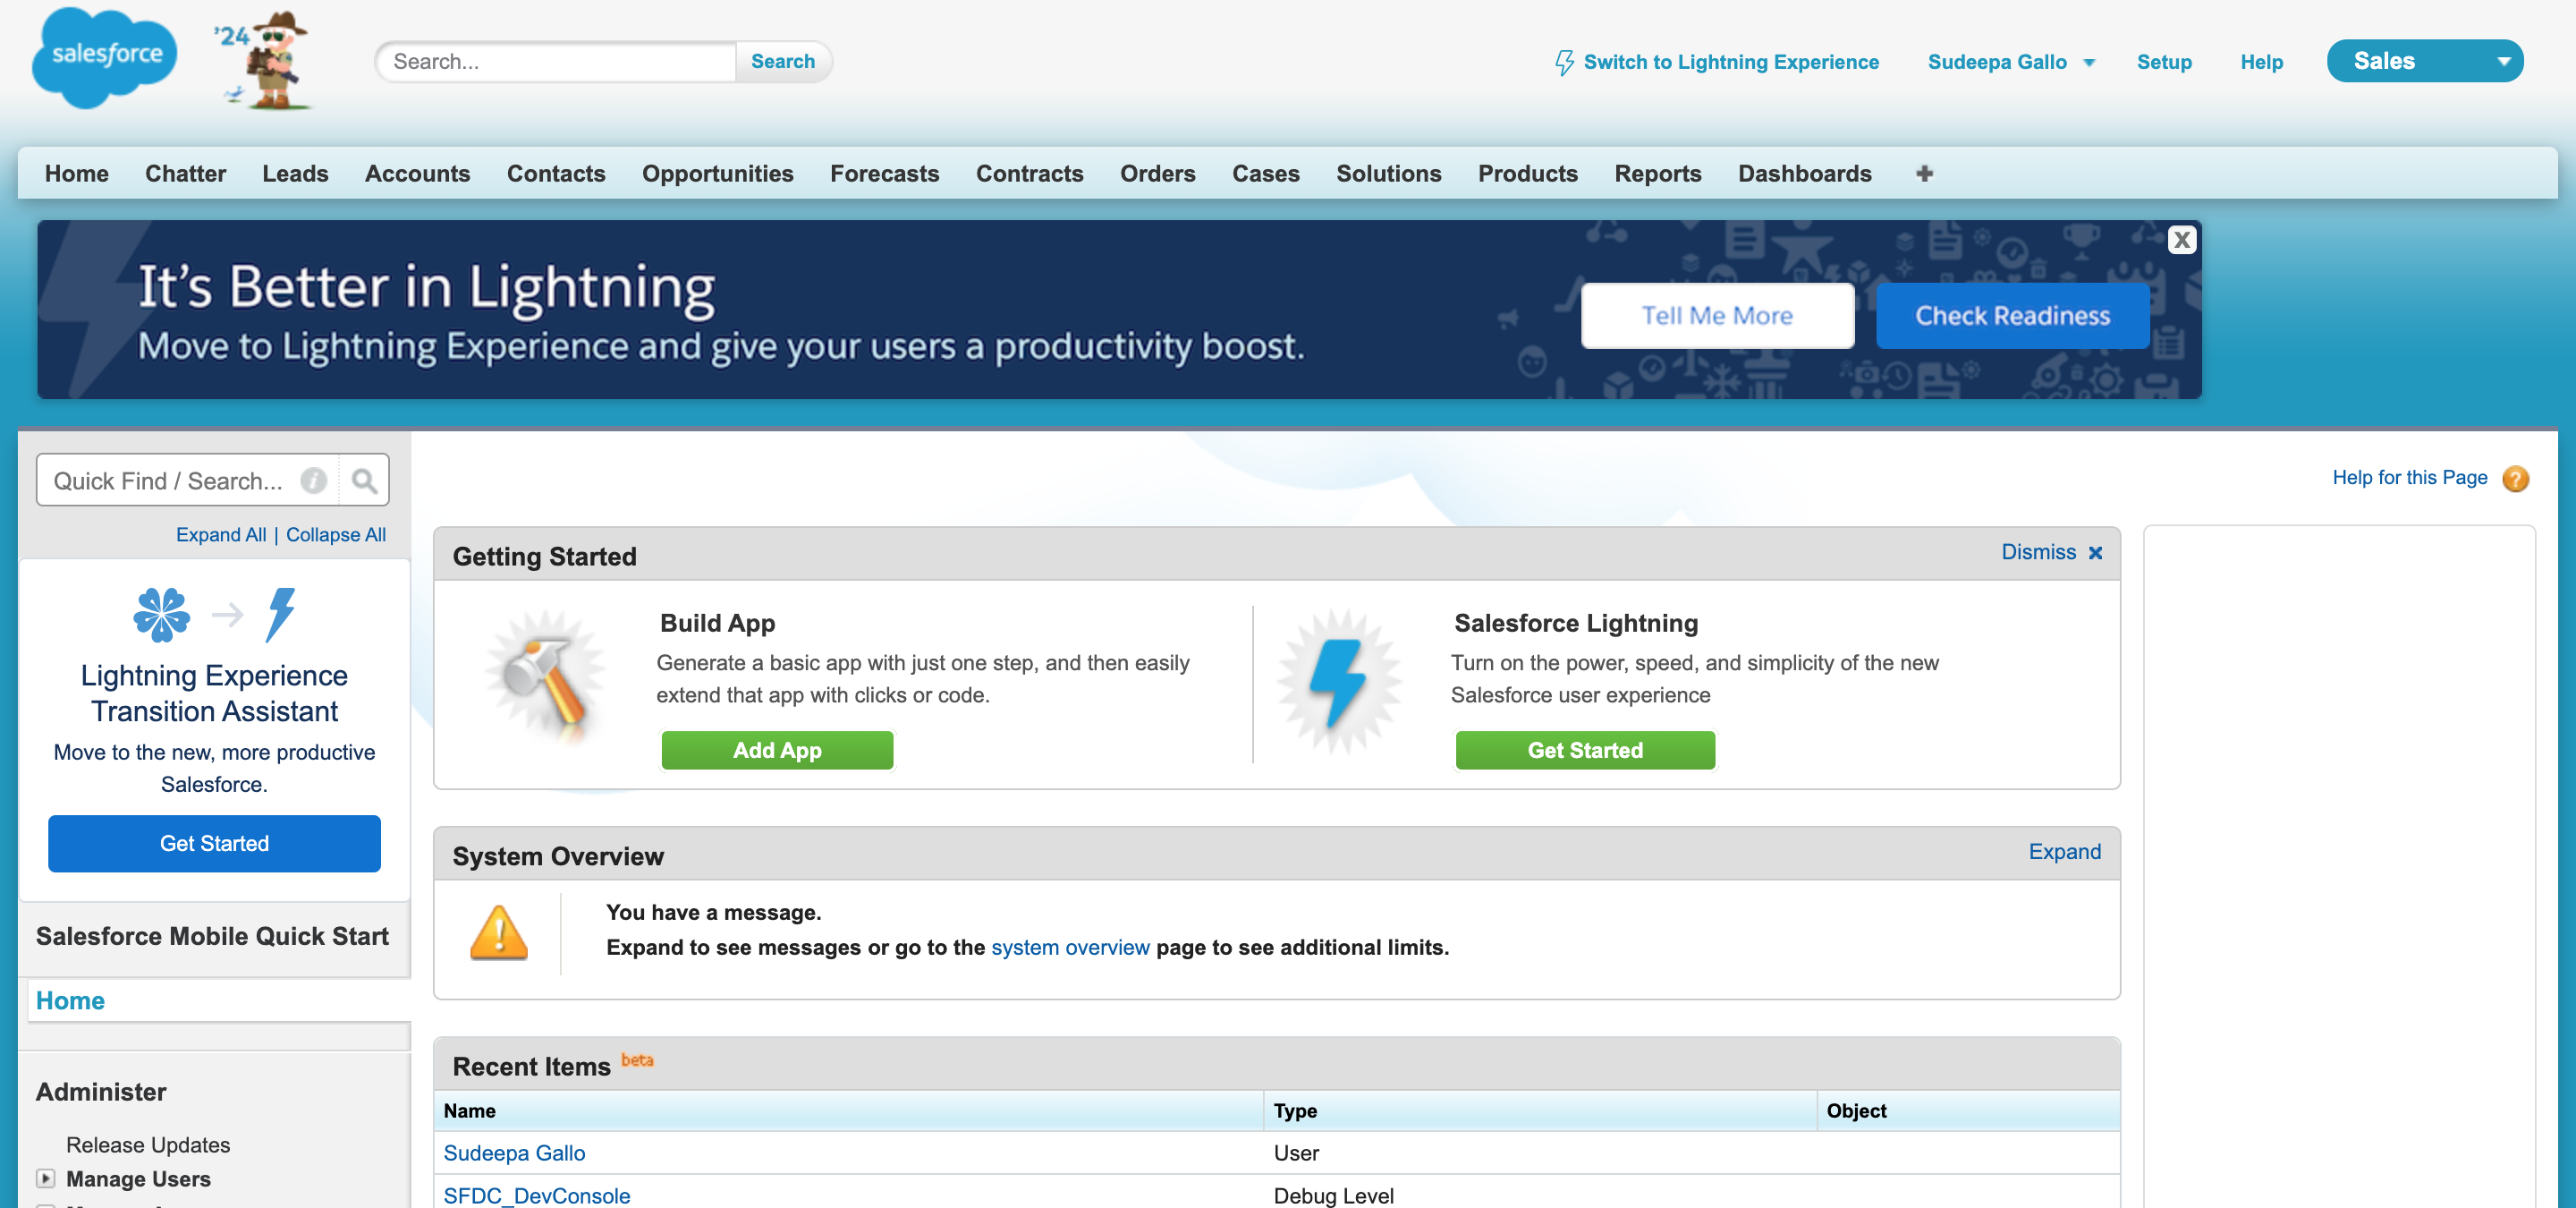 salesforce
'24
Search...
Search
Switch to Lightning Experience
Sudeepa Gallo
Setup
Help
Sales
Home
Chatter
Leads
Accounts
Contacts
Opportunities
Forecasts
Contracts
Orders
Cases
Solutions
Products
Reports
Dashboards
It's Better in Lightning
Move to Lightning Experience and give your users a productivity boost.
Tell Me More
Check Readiness
X
Quick Find / Search...
Expand All | Collapse All
Lightning Experience
Transition Assistant
Move to the new, more productive
Salesforce.
Get Started
Salesforce Mobile Quick Start
Home
Administer
Release Updates
Manage Users
Help for this Page
Getting Started
Dismiss
Build App
Generate a basic app with just one step, and then easily
extend that app with clicks or code.
Add App
Salesforce Lightning
Turn on the power, speed, and simplicity of the new
Salesforce user experience
Get Started
System Overview
Expand
You have a message.
Expand to see messages or go to the system overview page to see additional limits.
Recent Items beta
Name
Type
Object
Sudeepa Gallo
User
SFDC_DevConsole
Debug Level